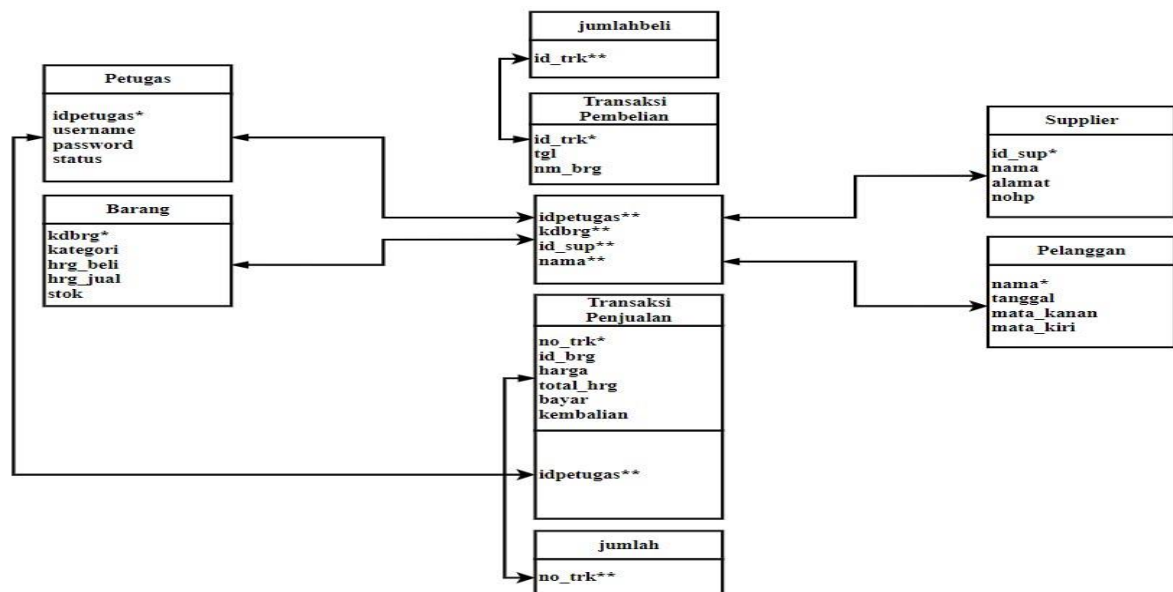 jumlahbeli
id_trk**
Petugas
idpetugas*
username
password
status
Transaksi
Pembelian
id_trk*
tgl
nm_brg
Supplier
id_sup*
nama
alamat
nohp
Barang
kdbrg*
kategori
hrg_beli
hrg_jual
stok
idpetugas**
kdbrg**
id_sup**
nama**
Pelanggan
nama*
tanggal
mata_kanan
mata_kiri
Transaksi
Penjualan
no_trk*
id_brg
harga
total_hrg
bayar
kembalian
idpetugas**
jumlah
no_trk**